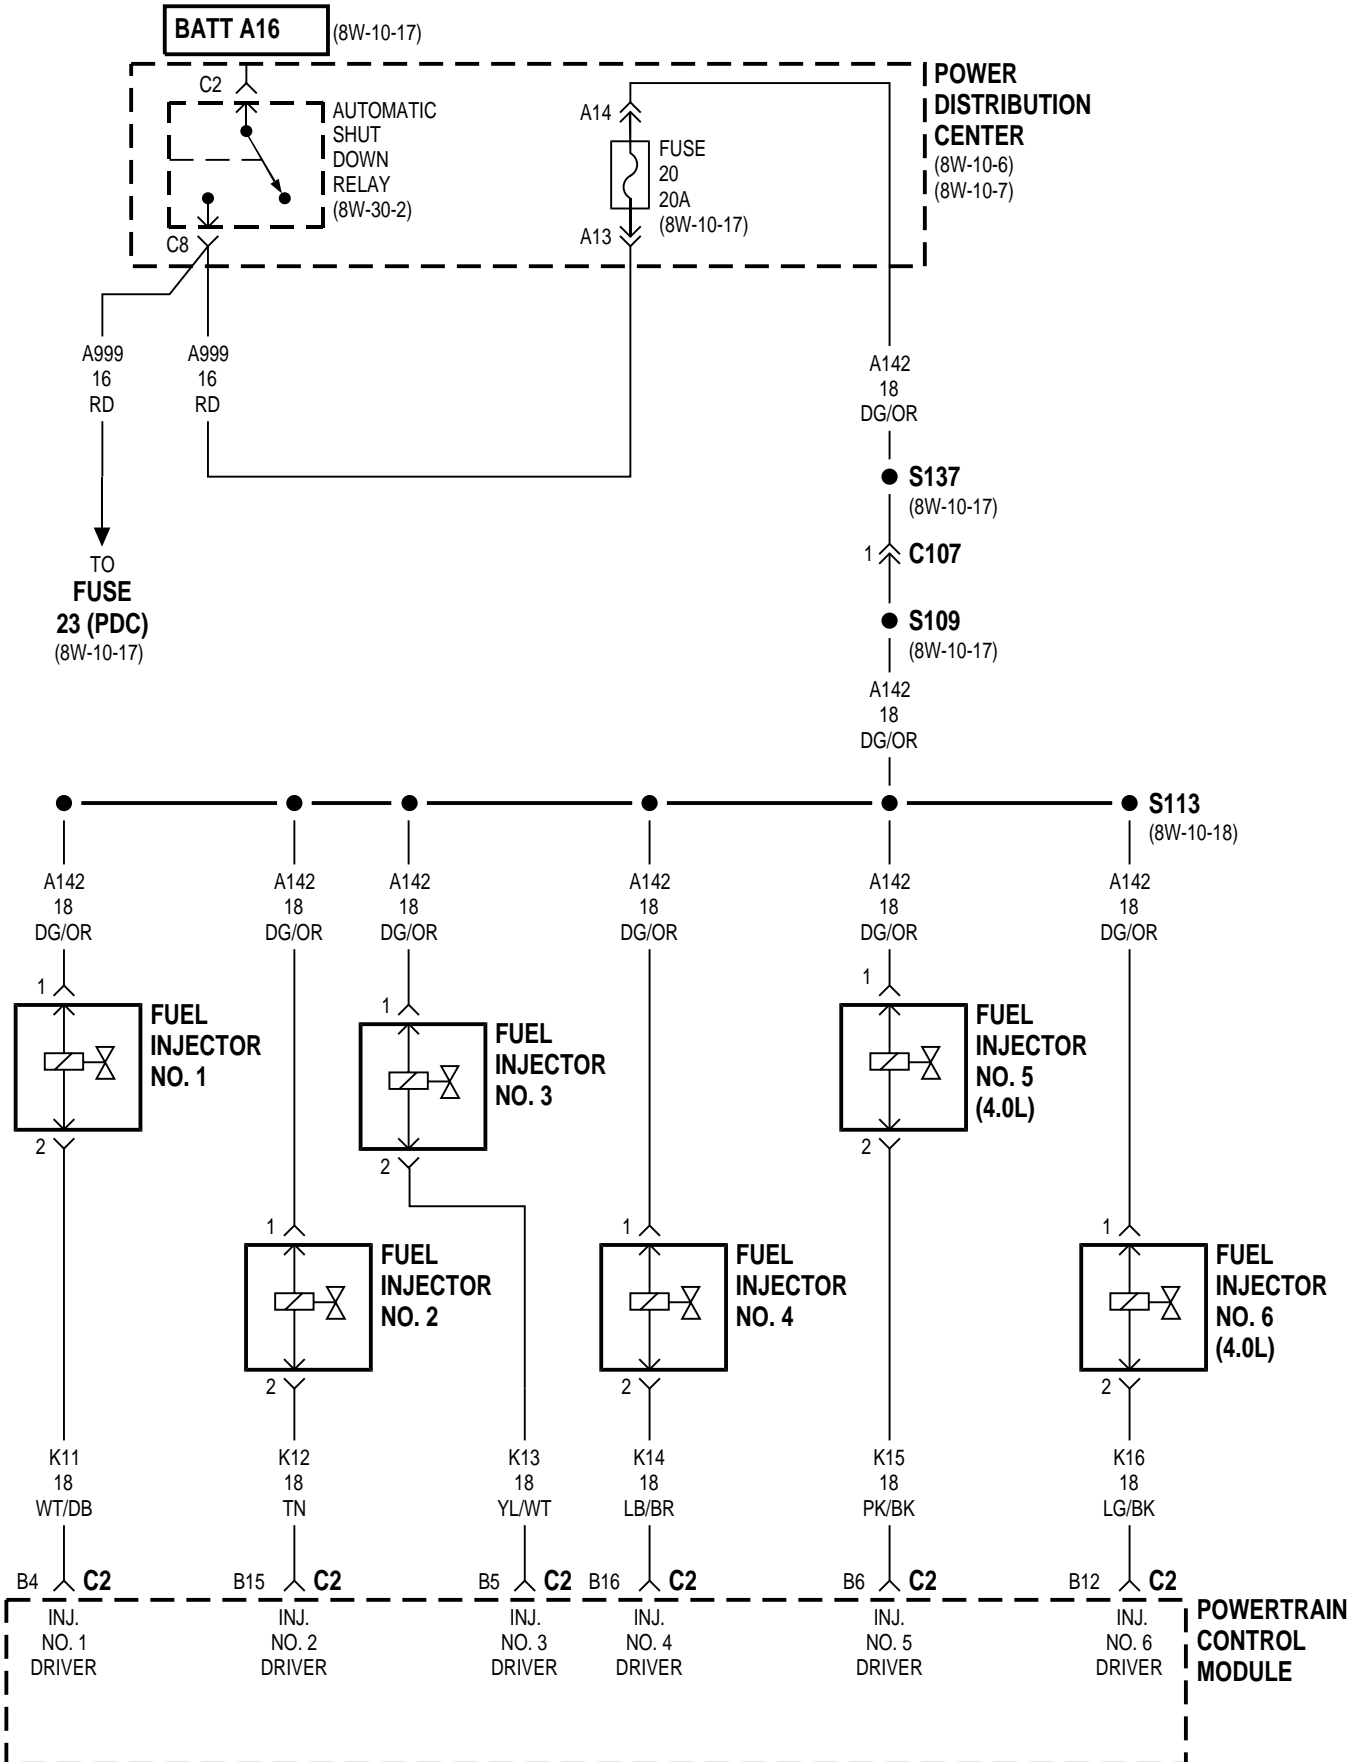 BATT A16
(8W-10-17)
C2
AUTOMATIC
SHUT
DOWN
RELAY
(8W-30-2)
C8
A14
FUSE
20
20A
(8W-10-17)
A13
POWER
DISTRIBUTION
CENTER
(8W-10-6)
(8W-10-7)
A999
16
RD
A999
16
RD
A142
18
DG/OR
TO
FUSE
23 (PDC)
(8W-10-17)
S137
(8W-10-17)
1
C107
S109
(8W-10-17)
A142
18
DG/OR
S113
(8W-10-18)
A142
18
DG/OR
A142
18
DG/OR
A142
18
DG/OR
A142
18
DG/OR
A142
18
DG/OR
A142
18
DG/OR
1
FUEL
INJECTOR
NO. 1
2
1
FUEL
INJECTOR
NO. 3
2
1
FUEL
INJECTOR
NO. 5
(4.0L)
2
1
FUEL
INJECTOR
NO. 2
2
1
FUEL
INJECTOR
NO. 4
2
1
FUEL
INJECTOR
NO. 6
(4.0L)
2
K11
18
WT/DB
K12
18
TN
K13
18
YL/WT
K14
18
LB/BR
K15
18
PK/BK
K16
18
LG/BK
B4
C2
B15
C2
B5
C2
B16
C2
B6
C2
B12
C2
INJ.
NO. 1
DRIVER
INJ.
NO. 2
DRIVER
INJ.
NO. 3
DRIVER
INJ.
NO. 4
DRIVER
INJ.
NO. 5
DRIVER
INJ.
NO. 6
DRIVER
POWERTRAIN
CONTROL
MODULE